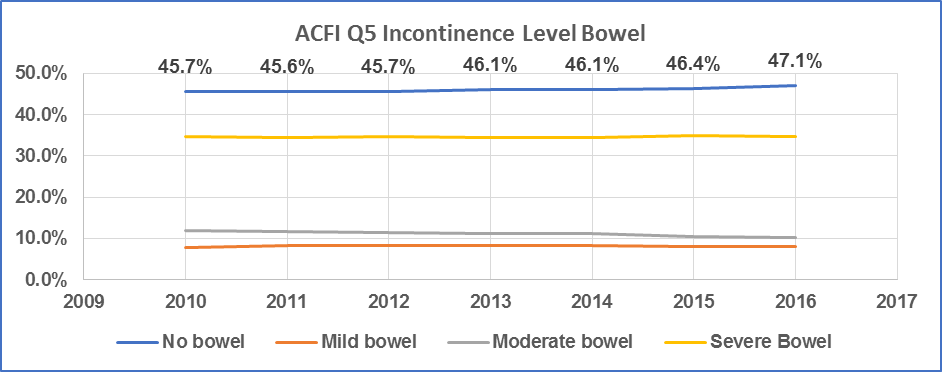 ACFI Q5 Incontinence Level Bowel
45.7% 45.6% 45.7% 46.1% 46.1% 46.4% 47.1%
50.0%
40.0%
30.0%
20.0%
10.0%
0.0%
2009 2010 2011 2012 2013 2014 2015 2016 2017
No bowel Mild bowel Moderate bowel Severe Bowel